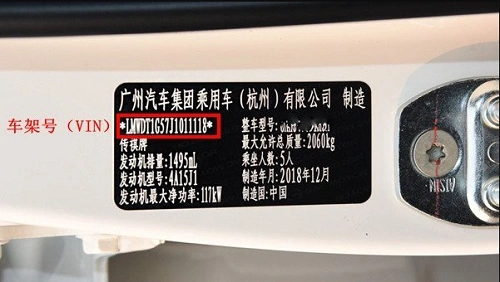 广州汽车集团乘用车（杭州）有限公司 制造
车架号（VIN）
*LMWDT1G57J1011118* 整车型号:
传祺牌 最大允许总质量:2060kg
发动机排量:1495mL 乘坐人数:5人
发动机型号:4A15J1 制造年月:2018年12月
发动机最大净功率:117kW 制造国:中国
AISIN